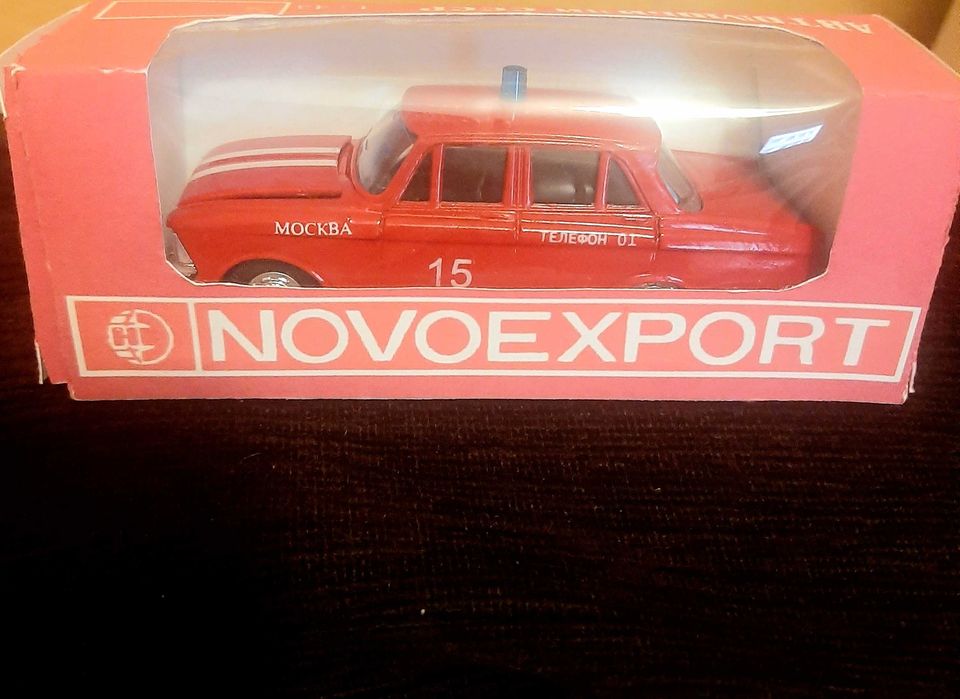 МОСКВА
ТЕЛЕФОН 01
15
NOVOEXPORT